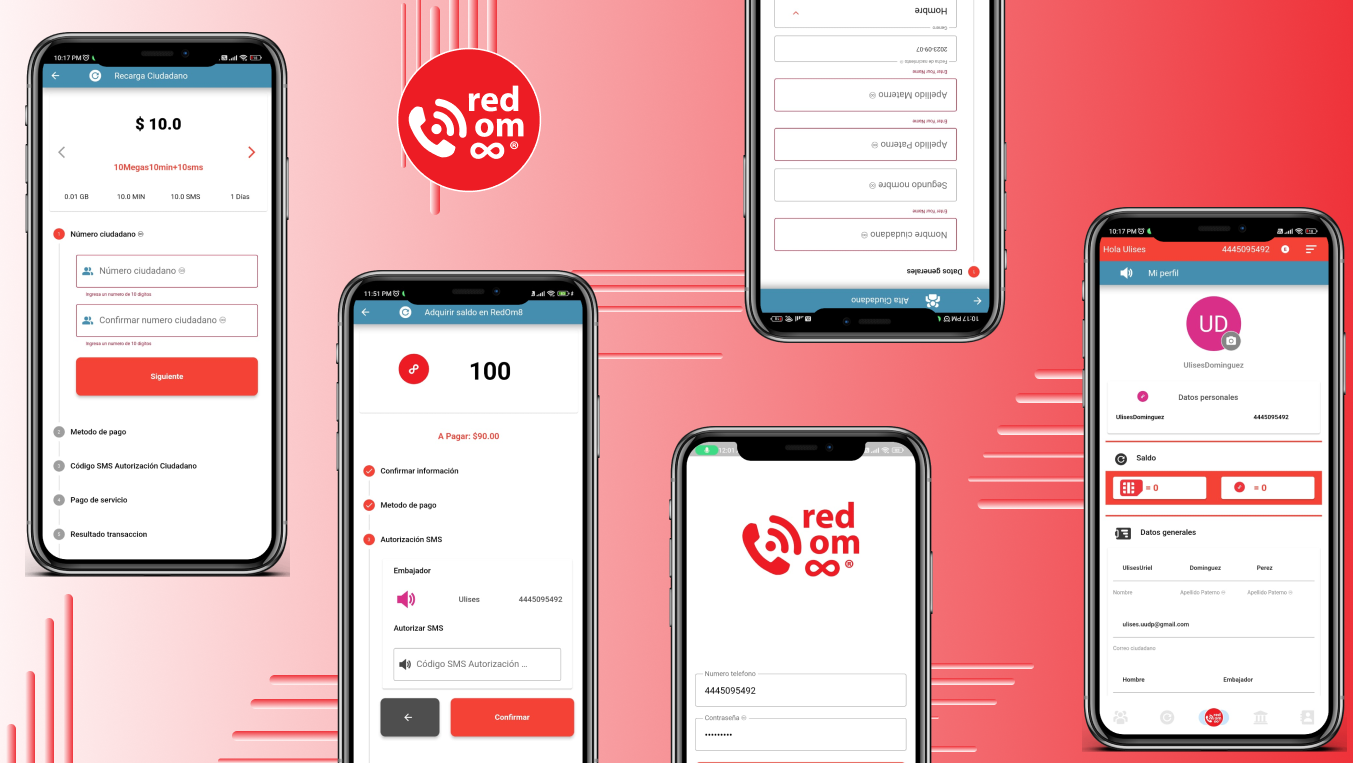 10:17 PM
Recarga Ciudadano
$ 10.0
10Megas10min+10sms
0.01 GB 10.0 MIN 10.0 SMS 1 Días
1 Número ciudadano
Número ciudadano
Ingresa un numero de 10 digitos
Confirmar numero ciudadano
Ingresa un numero de 10 digitos
Siguiente
2 Metodo de pago
3 Código SMS Autorización Ciudadano
4 Pago de servicio
5 Resultado transaccion
red
om
®
11:51 PM
Adquirir saldo en RedOm8
100
A Pagar: $90.00
Confirmar información
Metodo de pago
3 Autorización SMS
Embajador
Ulises 4445095492
Autorizar SMS
Código SMS Autorización ...
Confirmar
10:17 PM
Alta Ciudadano
1 Datos generales
Nombre ciudadano
Enter Your Name
Segundo nombre
Apellido Paterno
Enter Your Name
Apellido Materno
Enter Your Name
Fecha de nacimiento
2023-09-07
Genero
Hombre
12:01
red
om
®
Numero telefono
4445095492
Contraseña
•••••••••
10:17 PM
Hola Ulises 4445095492
Mi perfil
UD
UlisesDominguez
Datos personales
UlisesDominguez 4445095492
Saldo
= 0 = 0
Datos generales
UlisesUriel Dominguez Perez
Nombre Apellido Paterno Apellido Paterno
ulises.uudp@gmail.com
Correo ciudadano
Hombre Embajador
red
om